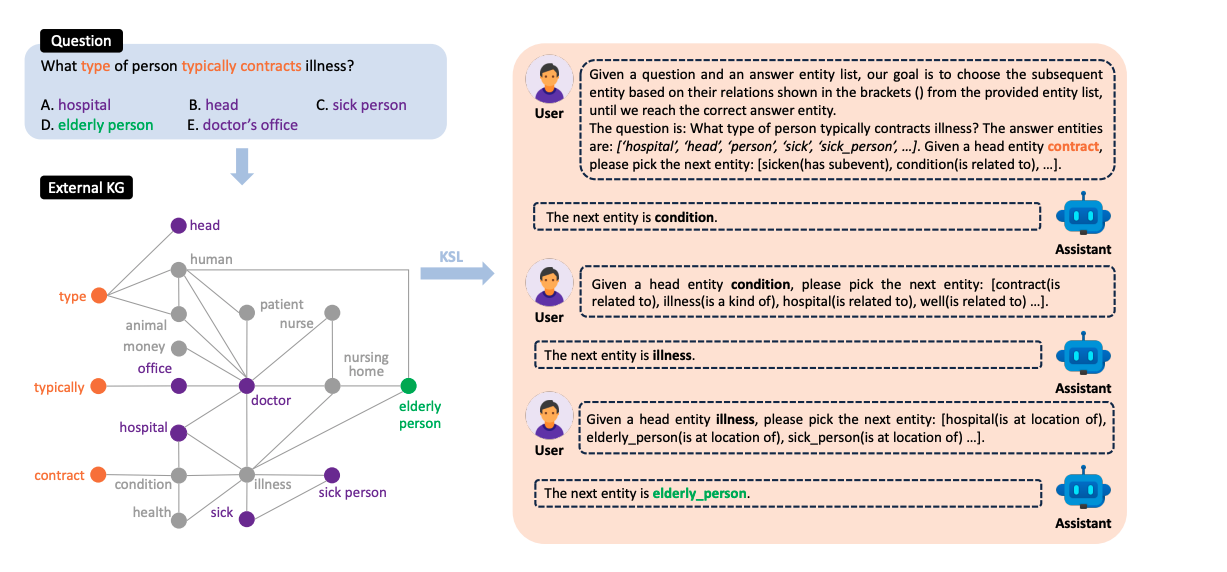 Question
What type of person typically contracts illness?
A. hospital B. head C. sick person
D. elderly person E. doctor's office
External KG
head
human
type
patient
nurse
animal
money
office
nursing
home
typically
doctor
elderly
person
hospital
contract
condition
illness
sick person
health
sick
KSL
Given a question and an answer entity list, our goal is to choose the subsequent
entity based on their relations shown in the brackets () from the provided entity list,
until we reach the correct answer entity.
The question is: What type of person typically contracts illness? The answer entities
are: ['hospital', 'head', 'person', 'sick', 'sick_person', ...]. Given a head entity contract,
please pick the next entity: [sicken(has subevent), condition(is related to), ...].
User
The next entity is condition.
Assistant
Given a head entity condition, please pick the next entity: [contract(is
related to), illness(is a kind of), hospital(is related to), well(is related to) ...].
User
The next entity is illness.
Assistant
Given a head entity illness, please pick the next entity: [hospital(is at location of),
elderly_person(is at location of), sick_person(is at location of) ...].
User
The next entity is elderly_person.
Assistant